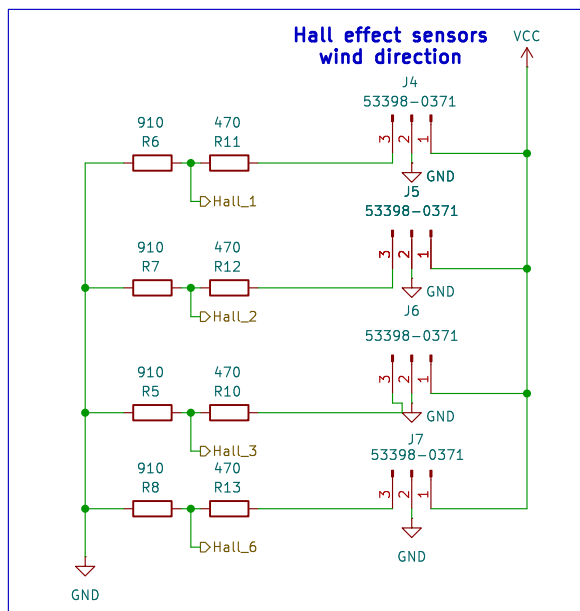 Hall effect sensors
wind direction
VCC
J4
53398-0371
910
R6
470
R11
3
2
1
GND
Hall_1
J5
53398-0371
910
R7
470
R12
3
2
1
GND
Hall_2
J6
53398-0371
910
R5
470
R10
3
2
1
GND
Hall_3
J7
53398-0371
910
R8
470
R13
3
2
1
Hall_6
GND
GND